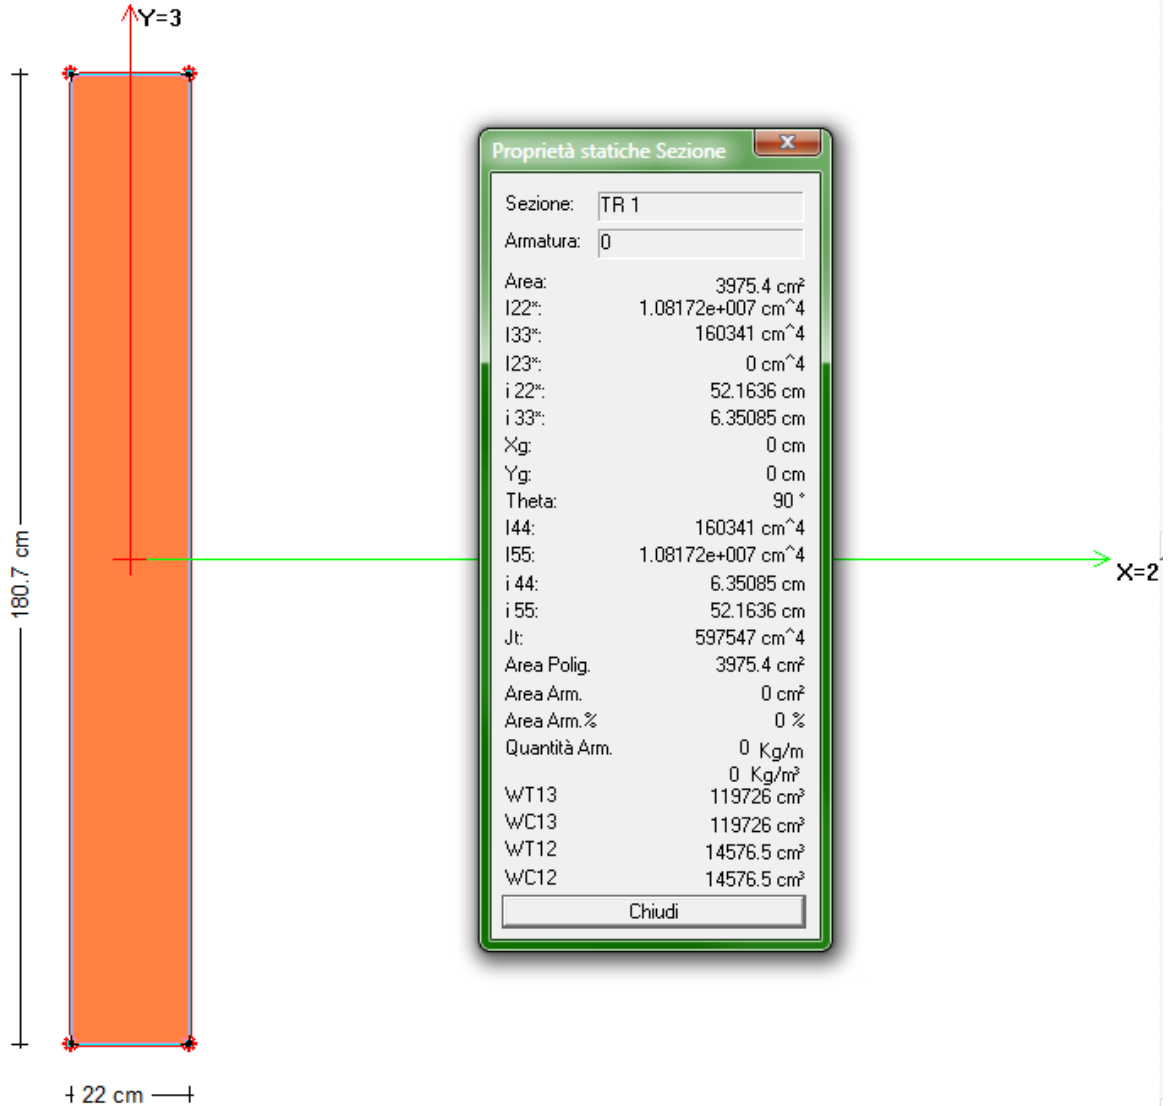 Y=3
Proprietà statiche Sezione
Sezione: TR 1
Armatura: 0
Area: 3975.4 cm²
I22*: 1.08172e+007 cm^4
I33*: 160341 cm^4
I23*: 0 cm^4
i 22*: 52.1636 cm
i 33*: 6.35085 cm
Xg: 0 cm
Yg: 0 cm
Theta: 90 °
I44: 160341 cm^4
I55: 1.08172e+007 cm^4
X=2
180.7 cm
i 44: 6.35085 cm
i 55: 52.1636 cm
Jt: 597547 cm^4
Area Polig. 3975.4 cm²
Area Arm. 0 cm²
Area Arm.% 0 %
Quantità Arm. 0 Kg/m
0 Kg/m³
WT13 119726 cm³
WC13 119726 cm³
WT12 14576.5 cm³
WC12 14576.5 cm³
Chiudi
22 cm